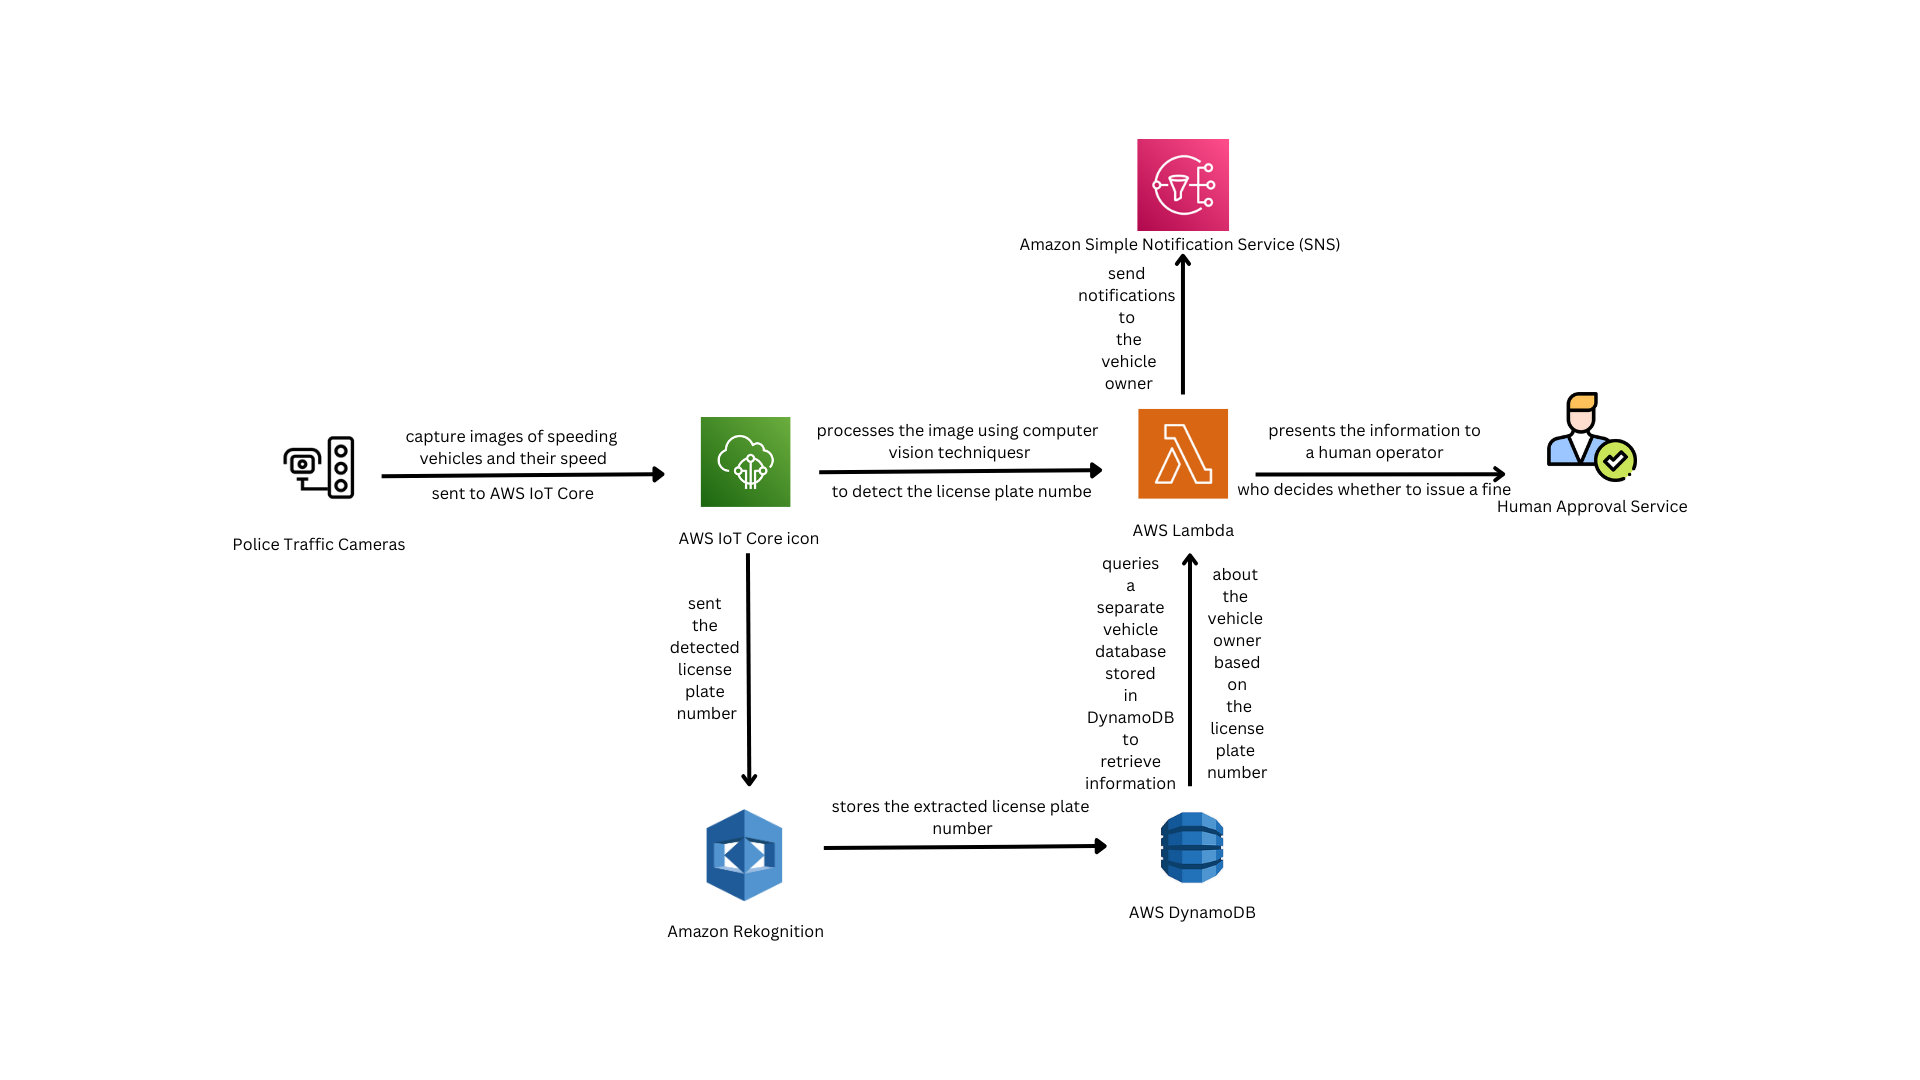 Amazon Simple Notification Service (SNS)
send
notifications
to
the
vehicle
owner
capture images of speeding
vehicles and their speed
sent to AWS IoT Core
Police Traffic Cameras
processes the image using computer
vision techniquesr
to detect the license plate numbe
AWS IoT Core icon
AWS Lambda
presents the information to
a human operator
who decides whether to issue a fine
Human Approval Service
sent
the
detected
license
plate
number
queries
a
separate
vehicle
database
stored
in
DynamoDB
to
retrieve
information
about
the
vehicle
owner
based
on
the
license
plate
number
stores the extracted license plate
number
Amazon Rekognition
AWS DynamoDB